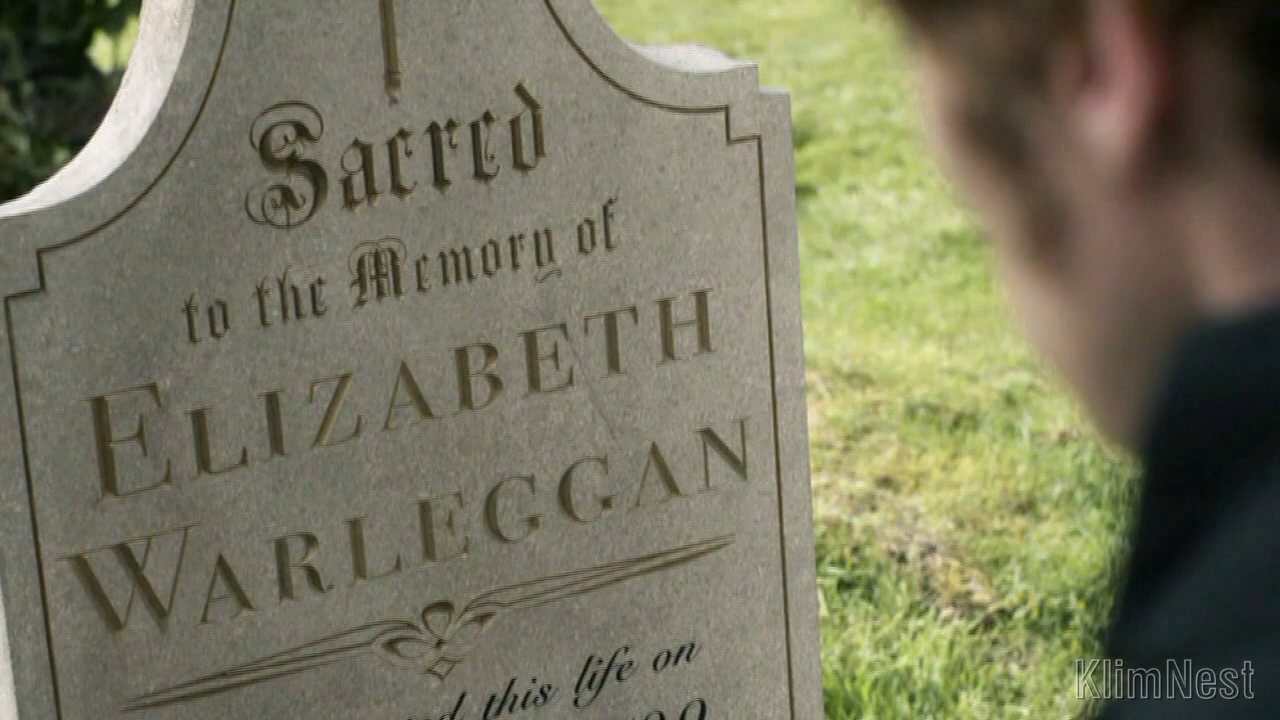 Sacred
to the Memory of
ELIZABETH
WARLEGGAN
this life on
KlimNest